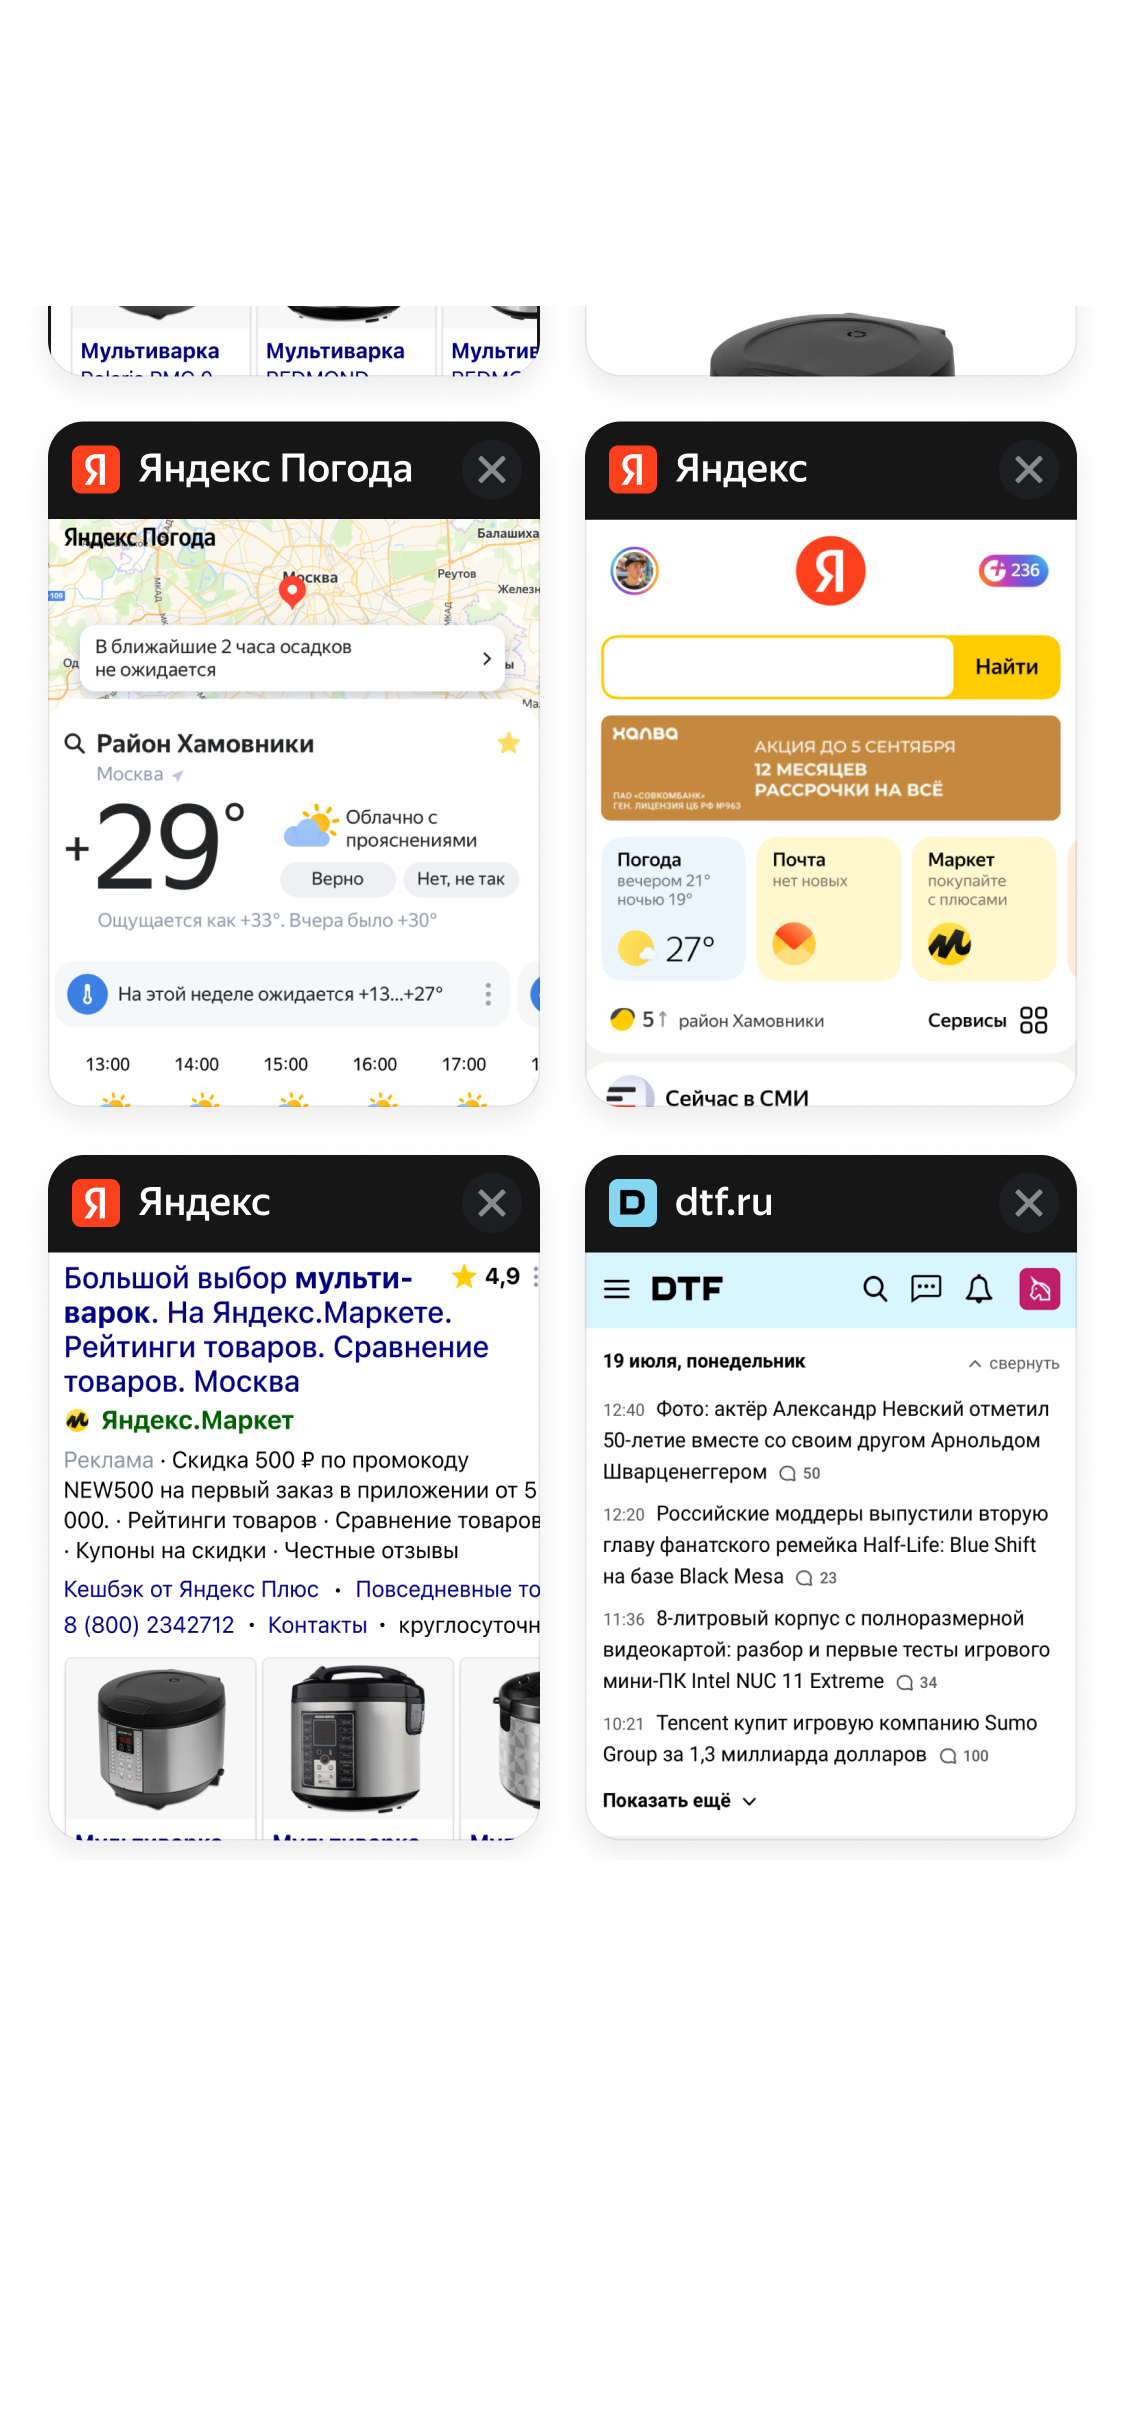 Мультиварка
Мультиварка
REDMOND
Яндекс Погода
Яндекс Погода
Балашиха
Москва
Реутов
МКАД
МКАД
109
В ближайшие 2 часа осадков
не ожидается
Район Хамовники
Москва
+29°
Облачно с
прояснениями
Верно
Нет, не так
Ощущается как +33°. Вчера было +30°
На этой неделе ожидается +13...+27°
13:00 14:00 15:00 16:00 17:00
Яндекс
Я
236
Найти
халва
АКЦИЯ ДО 5 СЕНТЯБРЯ
12 МЕСЯЦЕВ
РАССРОЧКИ НА ВСЁ
ПАО «СОВКОМБАНК»
ГЕН. ЛИЦЕНЗИЯ ЦБ РФ №963
Погода
вечером 21°
ночью 19°
27°
Почта
нет новых
Маркет
покупайте
с плюсами
5↑ район Хамовники
Сервисы
Сейчас в СМИ
Яндекс
Большой выбор мульти-
варок. На Яндекс.Маркете.
Рейтинги товаров. Сравнение
товаров. Москва
4,9
Яндекс.Маркет
Реклама · Скидка 500 ₽ по промокоду
NEW500 на первый заказ в приложении от 5
000. · Рейтинги товаров · Сравнение товаров
· Купоны на скидки · Честные отзывы
Кешбэк от Яндекс Плюс • Повседневные то
8 (800) 2342712 • Контакты • круглосуточн
Мультиварка
Мультиварка
dtf.ru
DTF
19 июля, понедельник
свернуть
12:40 Фото: актёр Александр Невский отметил
50-летие вместе со своим другом Арнольдом
Шварценеггером 50
12:20 Российские моддеры выпустили вторую
главу фанатского ремейка Half-Life: Blue Shift
на базе Black Mesa 23
11:36 8-литровый корпус с полноразмерной
видеокартой: разбор и первые тесты игрового
мини-ПК Intel NUC 11 Extreme 34
10:21 Tencent купит игровую компанию Sumo
Group за 1,3 миллиарда долларов 100
Показать ещё